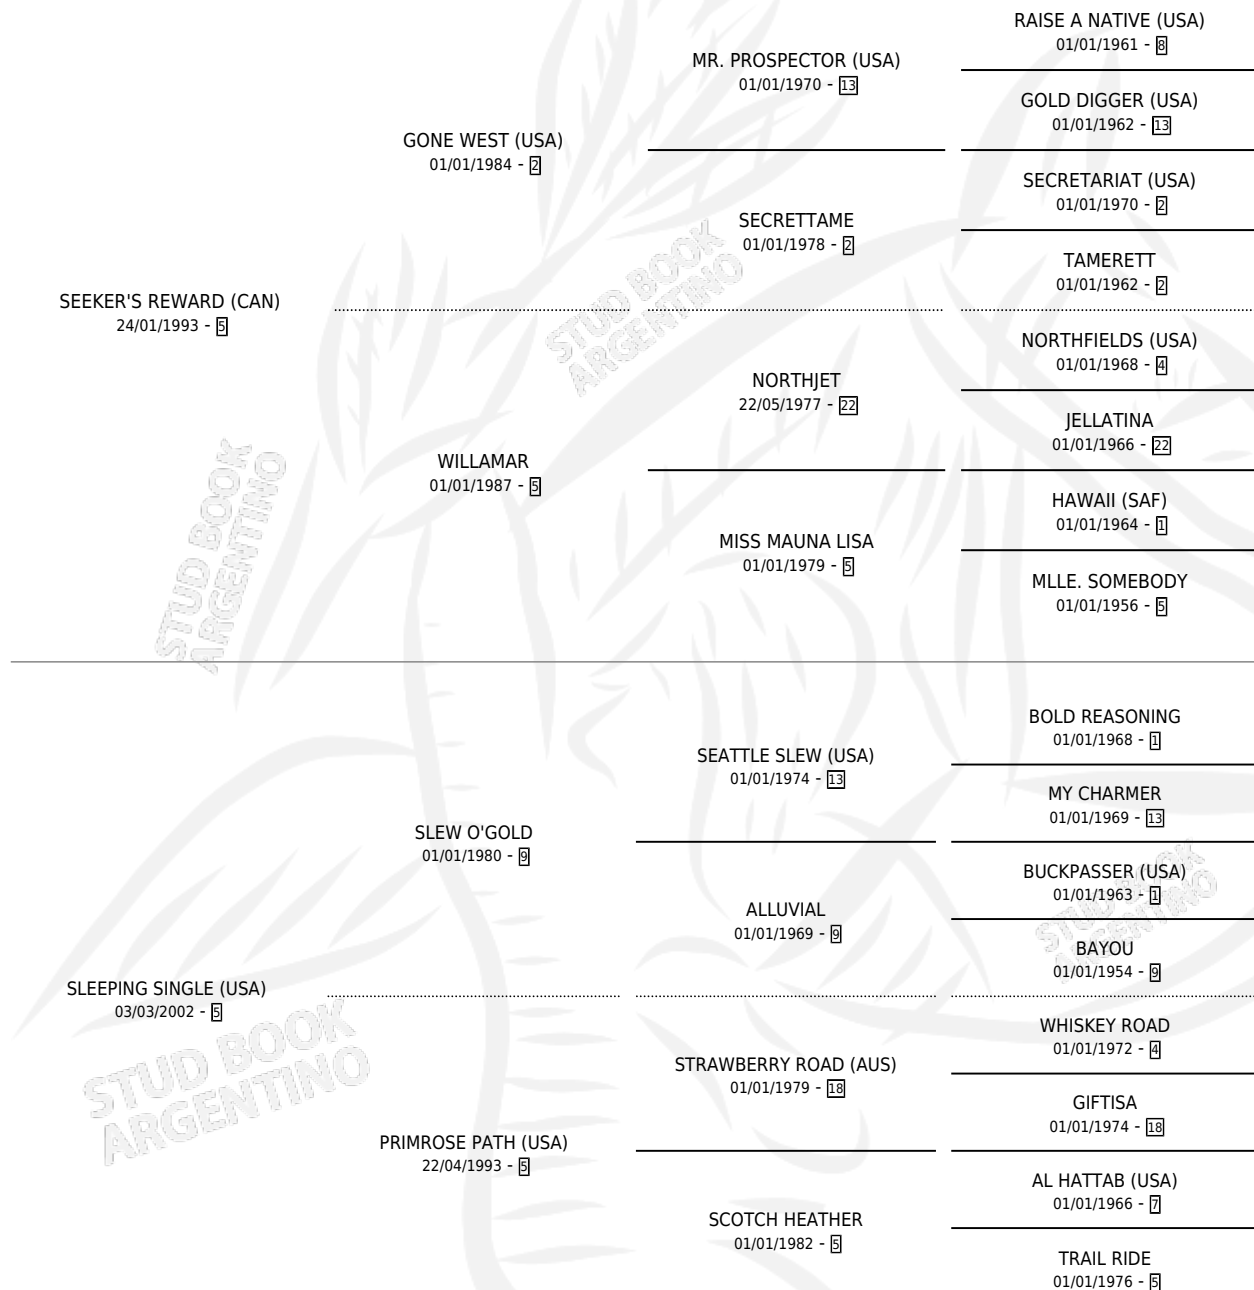 RAISE A NATIVE (USA)
01/01/1961 - 8
MR. PROSPECTOR (USA)
01/01/1970 - 13
GOLD DIGGER (USA)
01/01/1962 - 13
GONE WEST (USA)
01/01/1984 - 2
SECRETARIAT (USA)
01/01/1970 - 2
SECRETTAME
01/01/1978 - 2
TAMERETT
01/01/1962 - 2
SEEKER'S REWARD (CAN)
24/01/1993 - 5
NORTHFIELDS (USA)
01/01/1968 - 4
NORTHJET
22/05/1977 - 22
JELLATINA
01/01/1966 - 22
WILLAMAR
01/01/1987 - 5
HAWAII (SAF)
01/01/1964 - 1
MISS MAUNA LISA
01/01/1979 - 5
MLLE. SOMEBODY
01/01/1956 - 5
BOLD REASONING
01/01/1968 - 1
SEATTLE SLEW (USA)
01/01/1974 - 13
MY CHARMER
01/01/1969 - 13
SLEW O'GOLD
01/01/1980 - 9
BUCKPASSER (USA)
01/01/1963 - 1
ALLUVIAL
01/01/1969 - 9
BAYOU
01/01/1954 - 9
SLEEPING SINGLE (USA)
03/03/2002 - 5
WHISKEY ROAD
01/01/1972 - 4
STRAWBERRY ROAD (AUS)
01/01/1979 - 18
GIFTISA
01/01/1974 - 18
PRIMROSE PATH (USA)
22/04/1993 - 5
AL HATTAB (USA)
01/01/1966 - 7
SCOTCH HEATHER
01/01/1982 - 5
TRAIL RIDE
01/01/1976 - 5
STUD BOOK
ARGENTINO
STUD BOOK
ARGENTINO
STUD BOOK
ARGENTINO
STUD BOOK
ARGENTINO